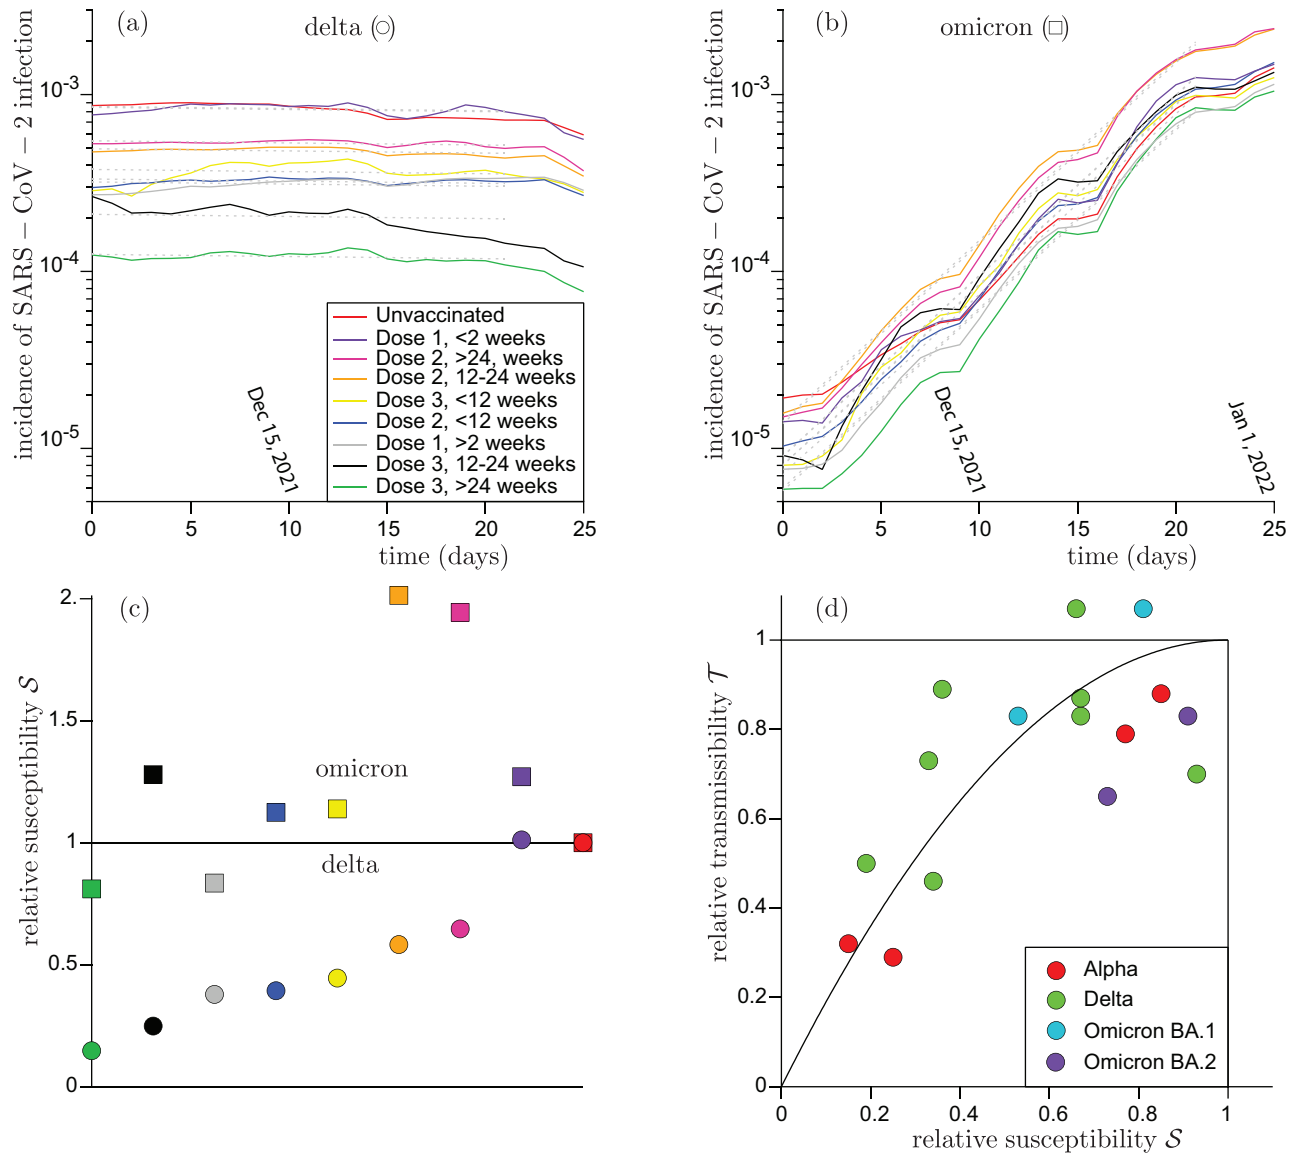 (a)
delta (○)
incidence of SARS − CoV − 2 infection
10-3
10-4
10-5
Unvaccinated
Dose 1, <2 weeks
Dose 2, >24, weeks
Dose 2, 12-24 weeks
Dose 3, <12 weeks
Dose 2, <12 weeks
Dose 1, >2 weeks
Dose 3, 12-24 weeks
Dose 3, >24 weeks
Dec 15, 2021
0 5 10 15 20 25
time (days)
(b)
omicron (□)
incidence of SARS − CoV − 2 infection
10-3
10-4
10-5
Dec 15, 2021
Jan 1, 2022
0 5 10 15 20 25
time (days)
(c)
relative susceptibility S
2.
1.5
1
0.5
0
omicron
delta
(d)
relative transmissibility T
1
0.8
0.6
0.4
0.2
0
Alpha
Delta
Omicron BA.1
Omicron BA.2
0 0.2 0.4 0.6 0.8 1
relative susceptibility S